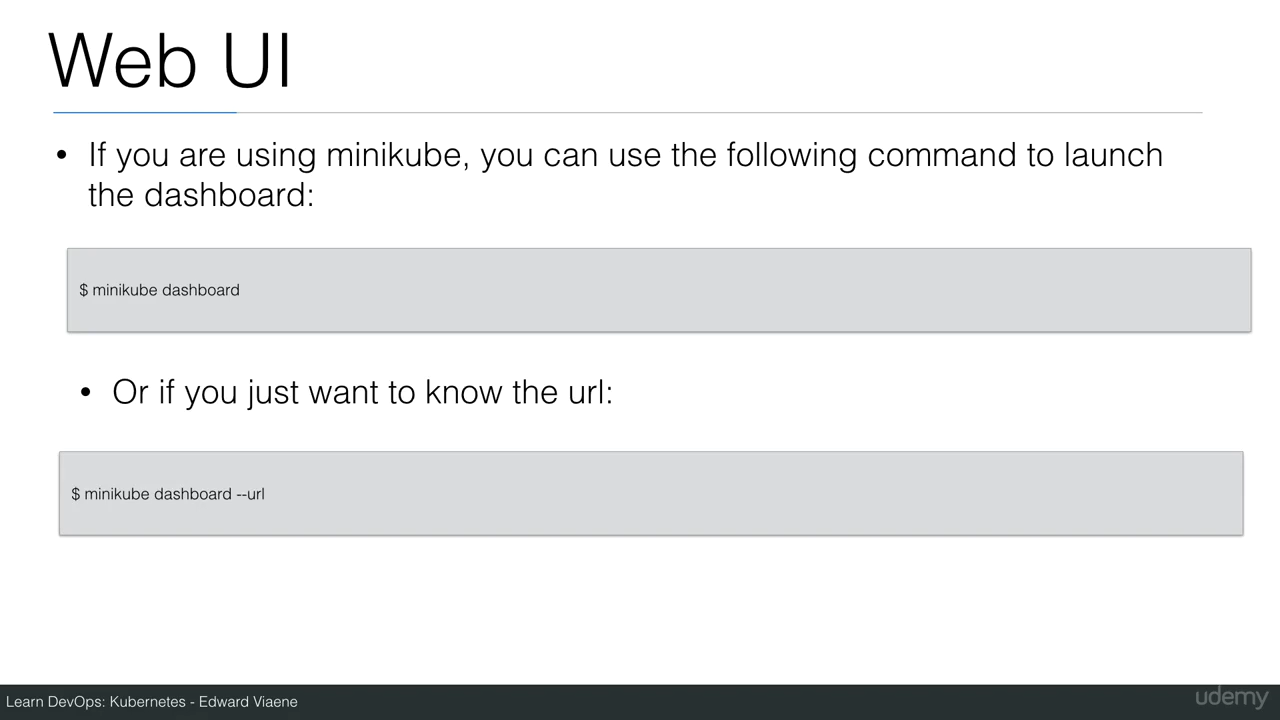 Web UI
• If you are using minikube, you can use the following command to launch
the dashboard:
$ minikube dashboard
• Or if you just want to know the url:
$ minikube dashboard --url
Learn DevOps: Kubernetes - Edward Viaene
udemy